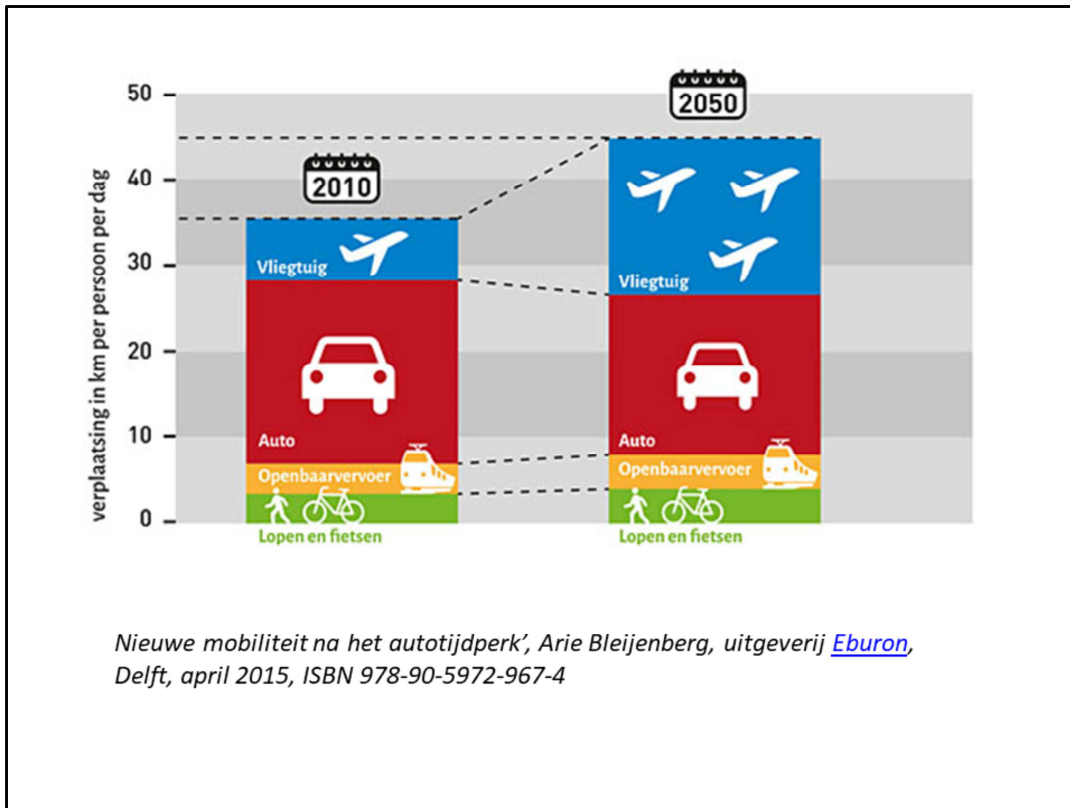 verplaatsing in km per persoon per dag
50
40
30
20
10
0
2010
Vliegtuig
Auto
Openbaarvervoer
Lopen en fietsen
2050
Vliegtuig
Auto
Openbaarvervoer
Lopen en fietsen
Nieuwe mobiliteit na het autotijdperk’, Arie Bleijenberg, uitgeverij Eburon,
Delft, april 2015, ISBN 978-90-5972-967-4